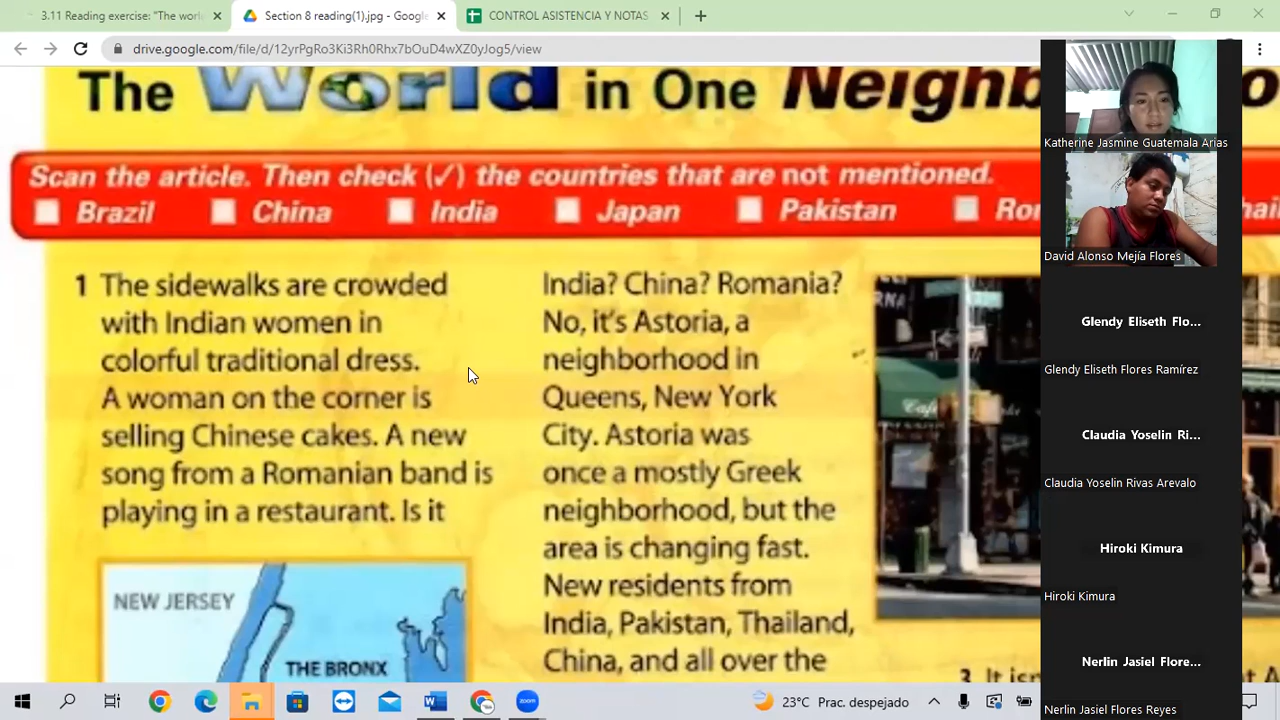 3.11 Reading exercise: "The worl
Section 8 reading(1).jpg - Google
CONTROL ASISTENCIA Y NOTAS
drive.google.com/file/d/12yrPgRo3Ki3Rh0Rhx7bOuD4wXZ0yJog5/view
The World in One Neighb
Scan the article. Then check (✓) the countries that are not mentioned.
Brazil China India Japan Pakistan Ro
1 The sidewalks are crowded
with Indian women in
colorful traditional dress.
A woman on the corner is
selling Chinese cakes. A new
song from a Romanian band is
playing in a restaurant. Is it
NEW JERSEY
THE BRONX
India? China? Romania?
No, it's Astoria, a
neighborhood in
Queens, New York
City. Astoria was
once a mostly Greek
neighborhood, but the
area is changing fast.
New residents from
India, Pakistan, Thailand,
China, and all over the
Katherine Jasmine Guatemala Arias
David Alonso Mejía Flores
Glendy Eliseth Flo...
Glendy Eliseth Flores Ramírez
Claudia Yoselin Ri...
Claudia Yoselin Rivas Arevalo
Hiroki Kimura
Hiroki Kimura
Nerlin Jasiel Flore...
Nerlin Jasiel Flores Reyes
23°C Prac. despejado